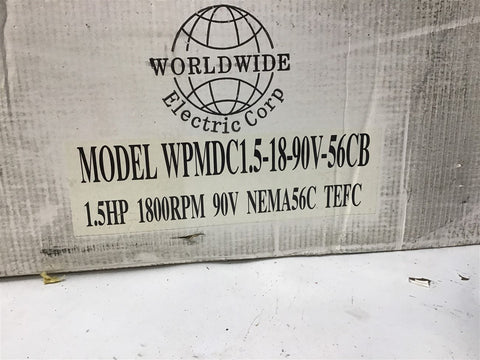 WORLDWIDE
Electric Corp
MODEL WPMDC1.5-18-90V-56CB
1.5HP 1800RPM 90V NEMA56C TEFC